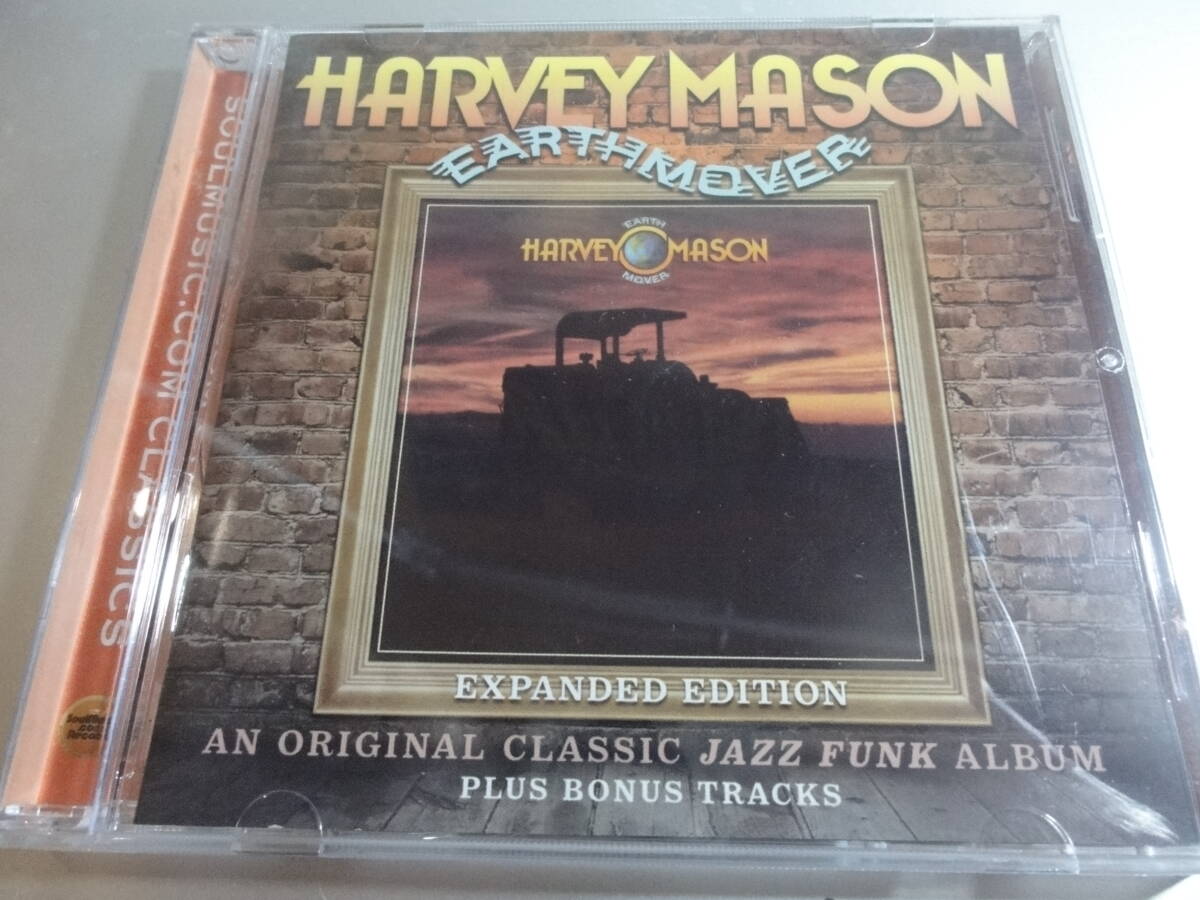 HARVEY MASON
EARTHMOVER
EARTH
HARVEY MASON
MOVER
EXPANDED EDITION
AN ORIGINAL CLASSIC JAZZ FUNK ALBUM
PLUS BONUS TRACKS
SOULMUSIC.COM CLASSICS